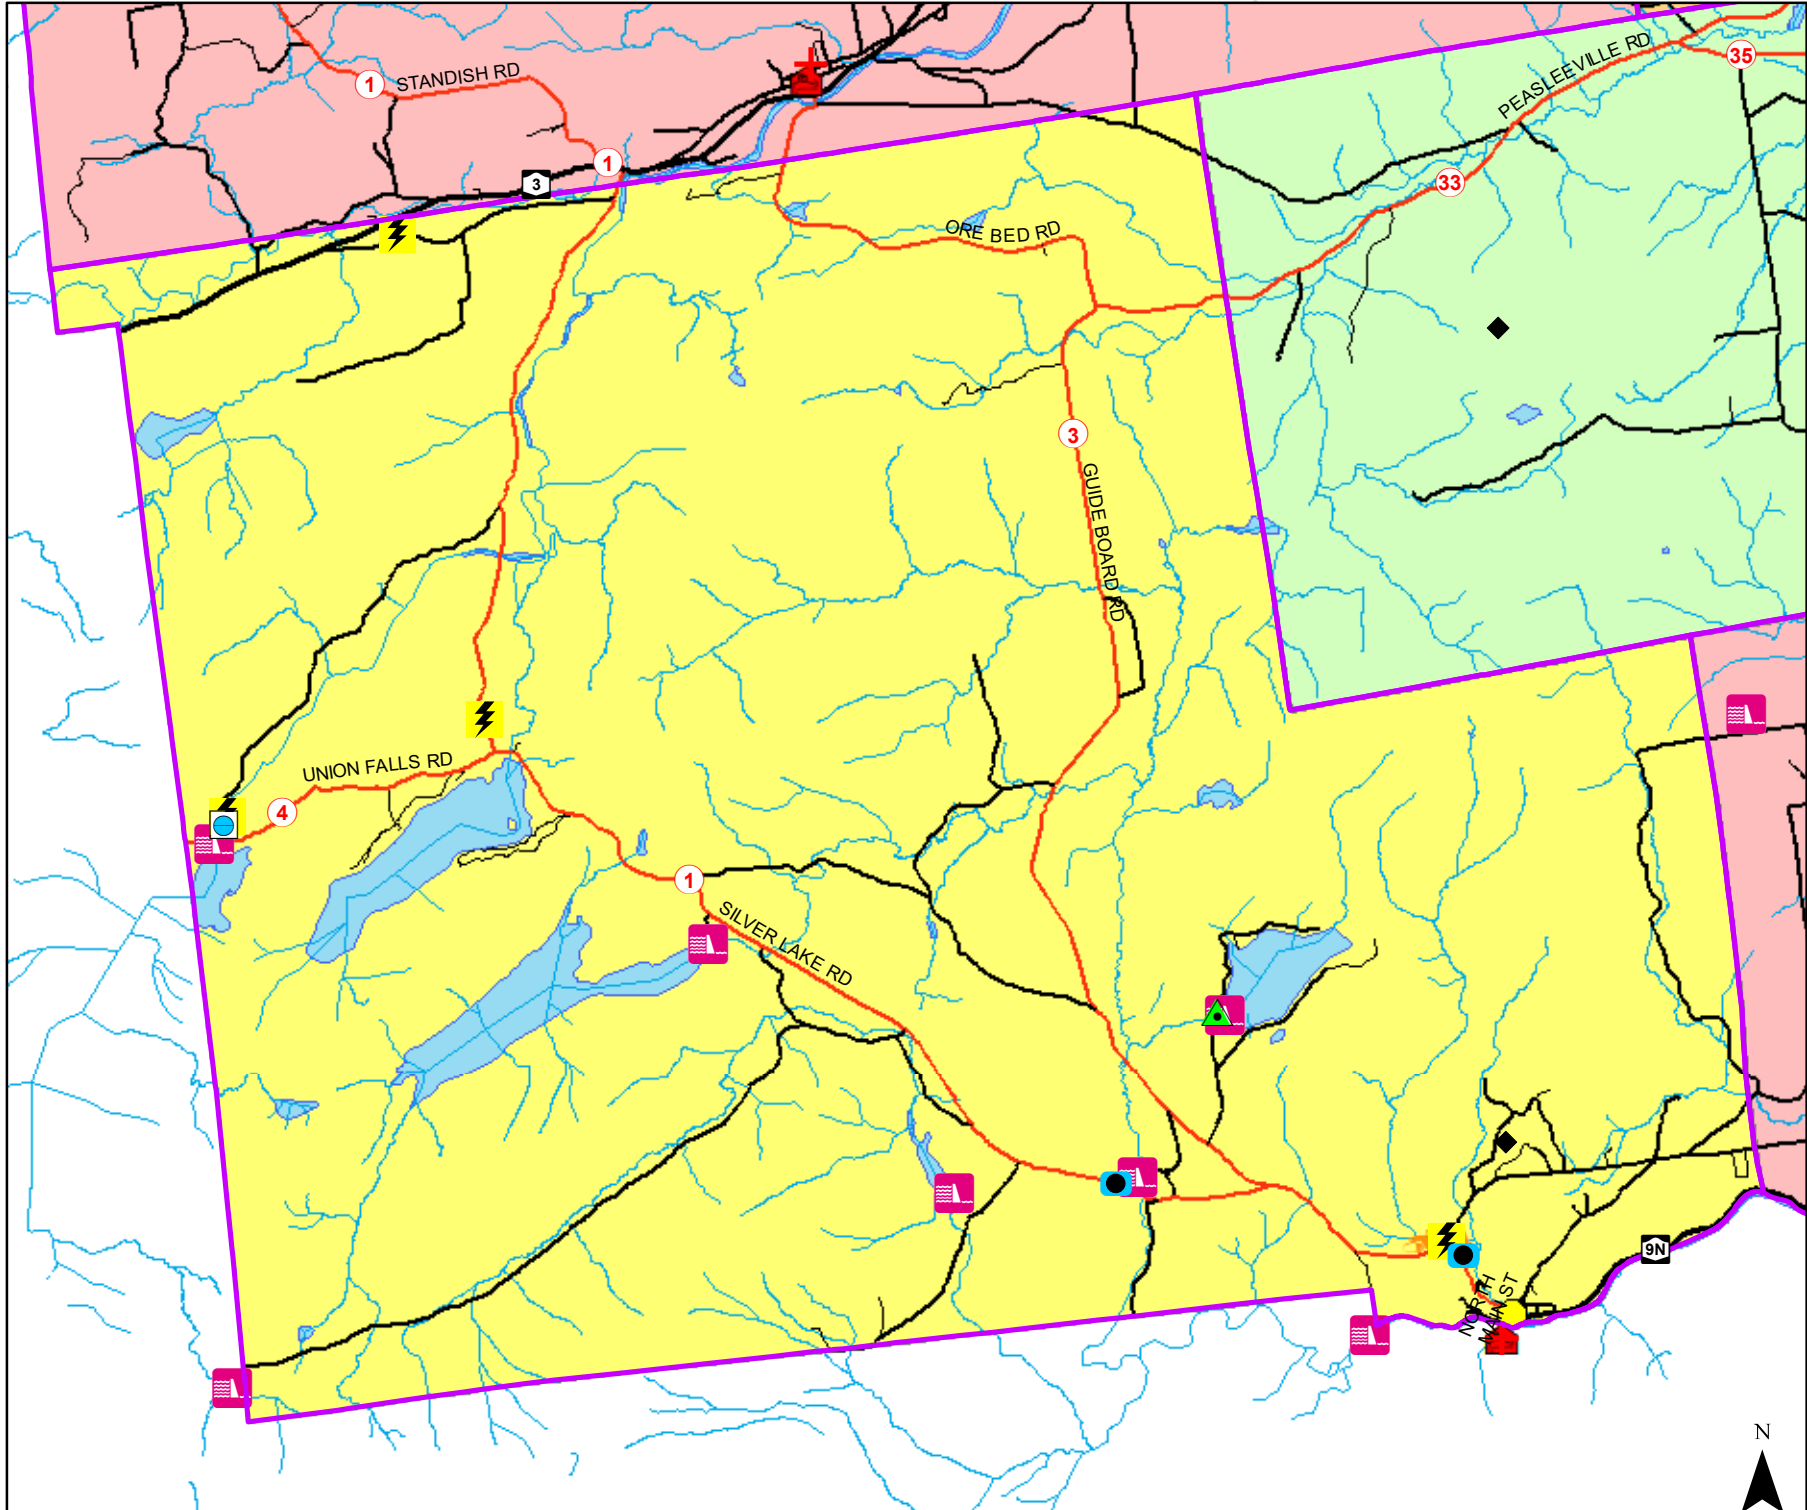 35
PEASLEEVILLE RD
1
STANDISH RD
1
3
33
ORE BED RD
3
GUIDE BOARD RD
UNION FALLS RD
4
1
SILVER LAKE RD
9N
NORTH
MAIN ST
N